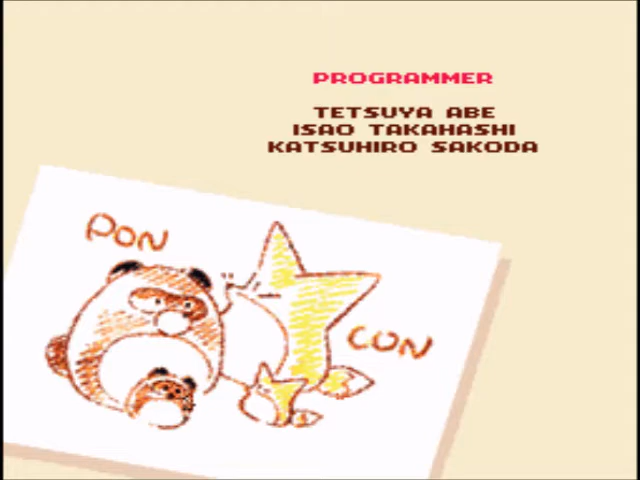 PROGRAMMER
TETSUYA ABE
ISAO TAKAHASHI
KATSUHIRO SAKODA
PON
CON